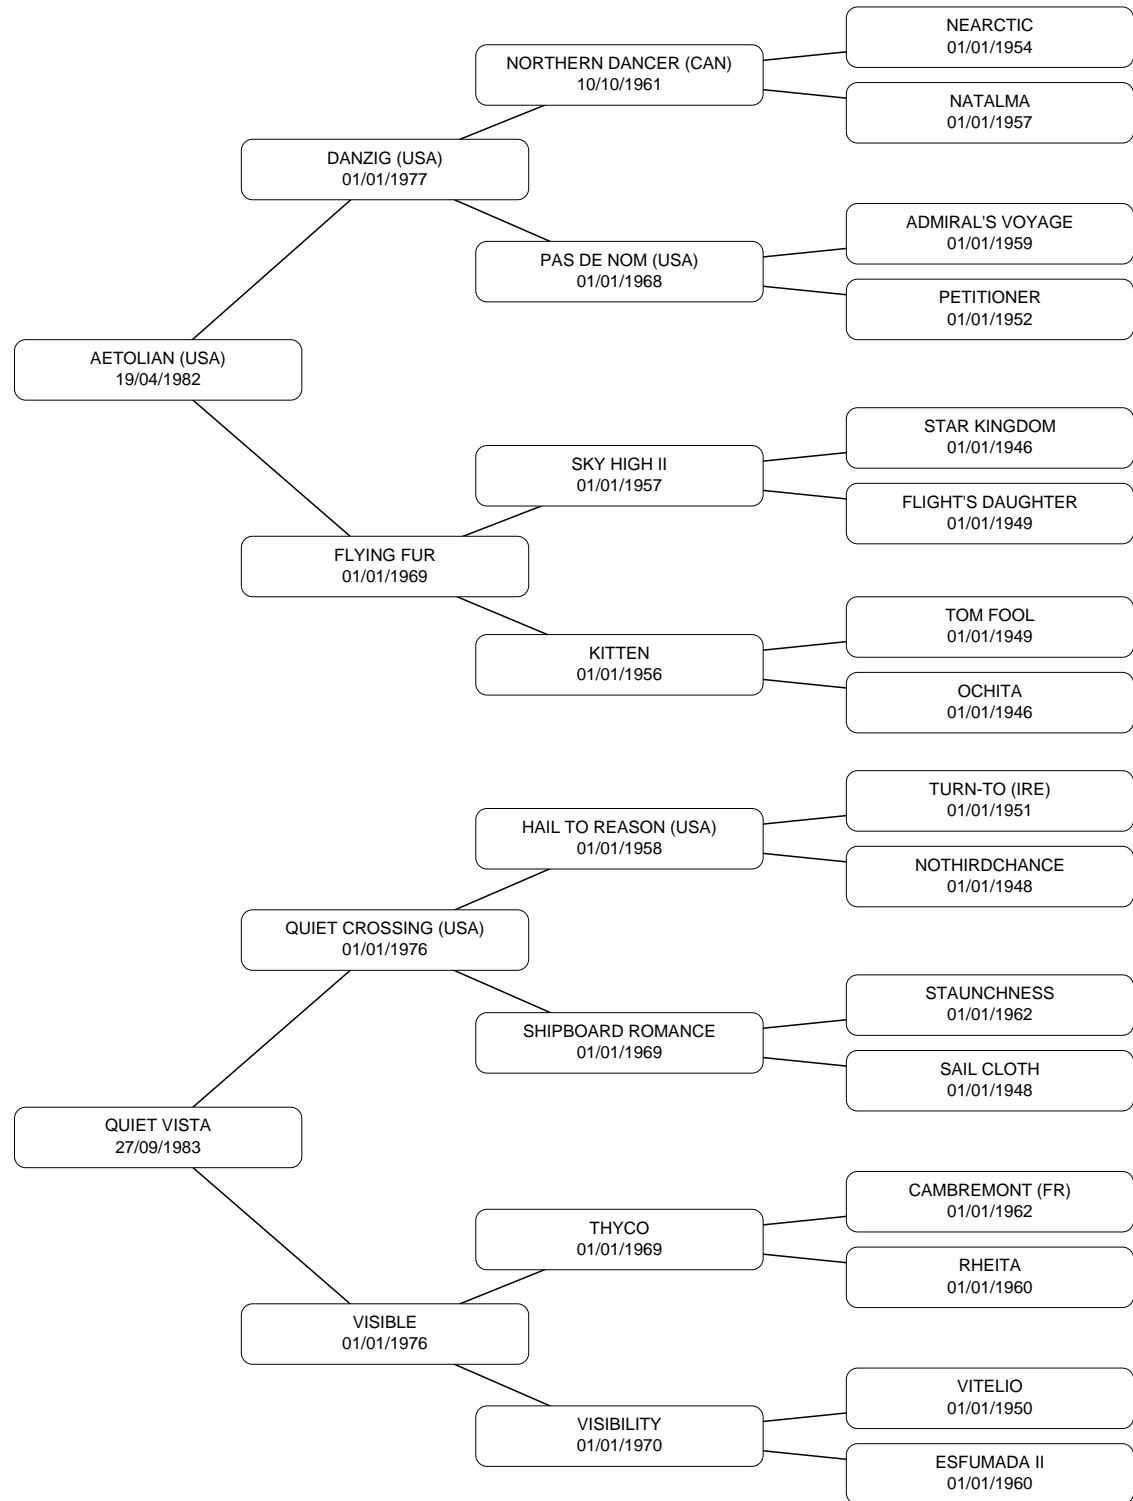 NEARCTIC
01/01/1954
NORTHERN DANCER (CAN)
10/10/1961
NATALMA
01/01/1957
DANZIG (USA)
01/01/1977
ADMIRAL'S VOYAGE
01/01/1959
PAS DE NOM (USA)
01/01/1968
PETITIONER
01/01/1952
AETOLIAN (USA)
19/04/1982
STAR KINGDOM
01/01/1946
SKY HIGH II
01/01/1957
FLIGHT'S DAUGHTER
01/01/1949
FLYING FUR
01/01/1969
TOM FOOL
01/01/1949
KITTEN
01/01/1956
OCHITA
01/01/1946
TURN-TO (IRE)
01/01/1951
HAIL TO REASON (USA)
01/01/1958
NOTHIRDCHANCE
01/01/1948
QUIET CROSSING (USA)
01/01/1976
STAUNCHNESS
01/01/1962
SHIPBOARD ROMANCE
01/01/1969
SAIL CLOTH
01/01/1948
QUIET VISTA
27/09/1983
CAMBREMONT (FR)
01/01/1962
THYCO
01/01/1969
RHEITA
01/01/1960
VISIBLE
01/01/1976
VITELIO
01/01/1950
VISIBILITY
01/01/1970
ESFUMADA II
01/01/1960